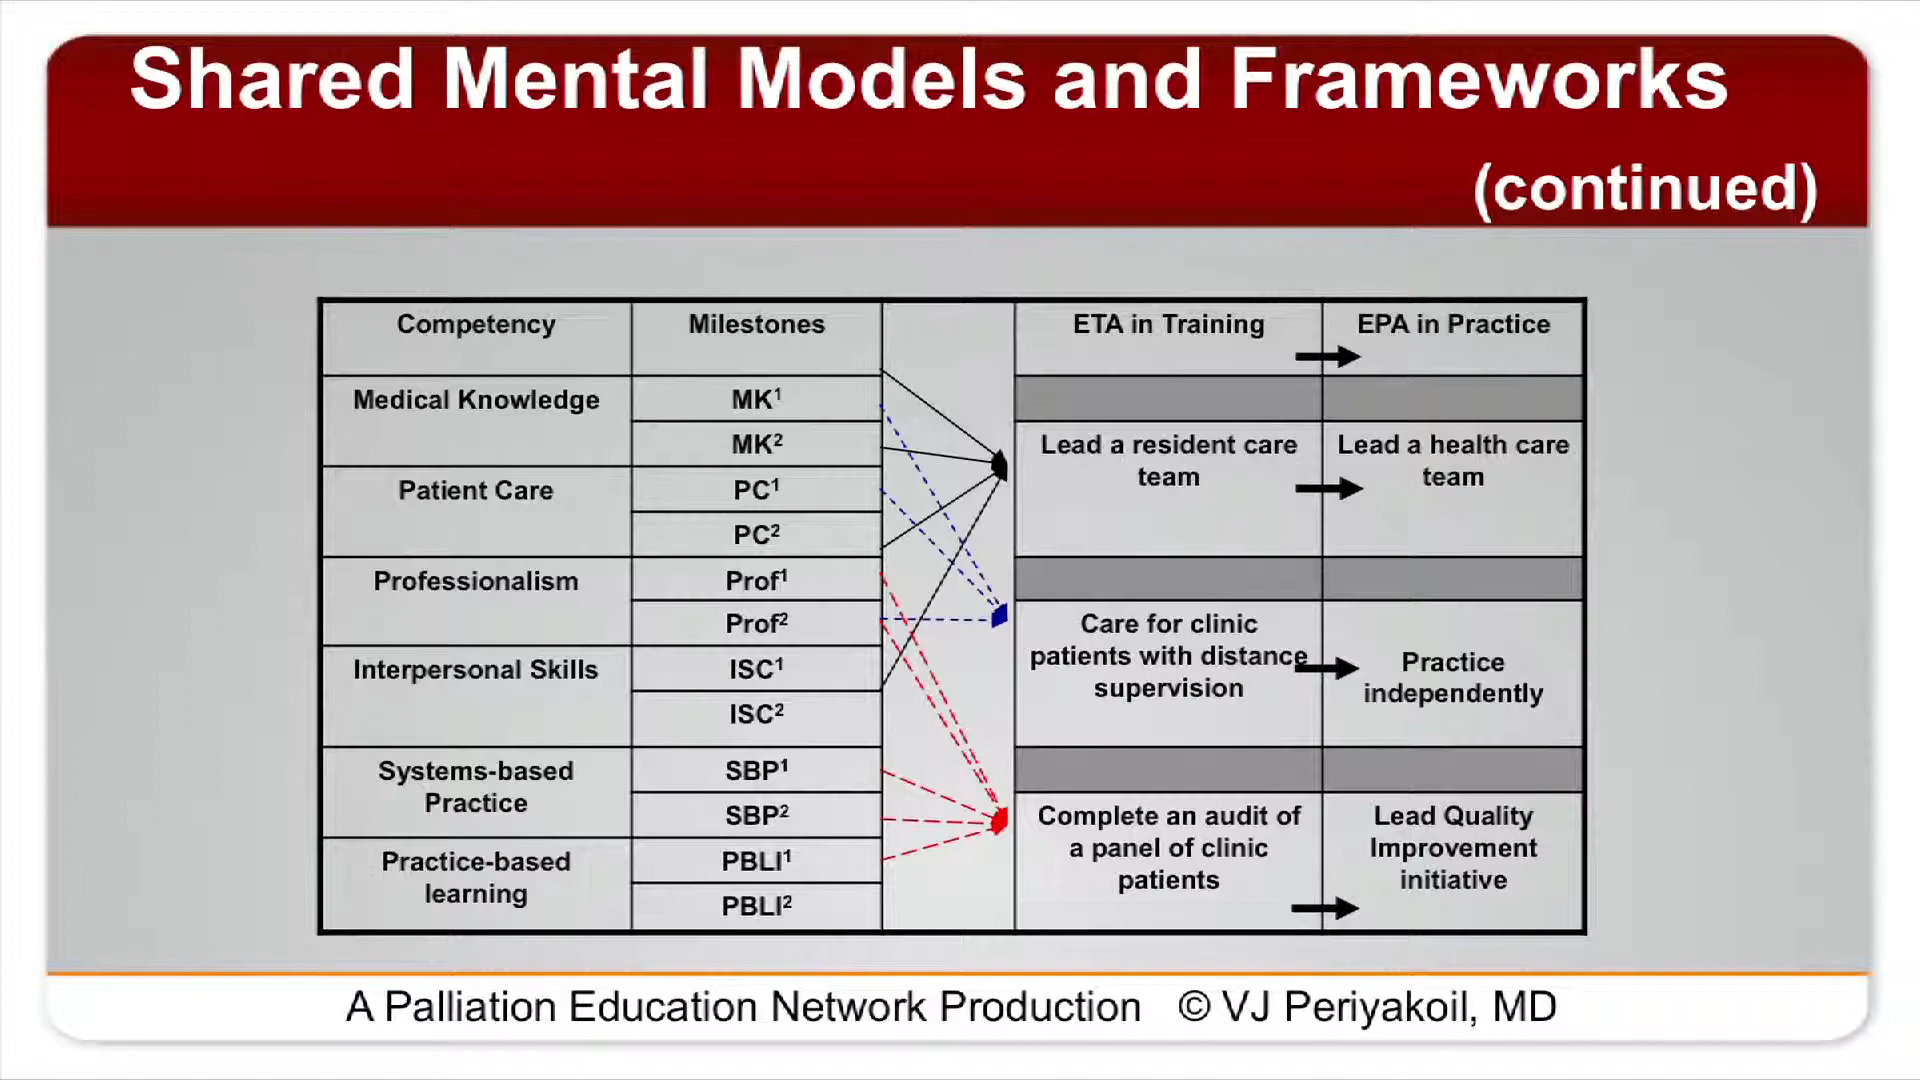 Shared Mental Models and Frameworks
(continued)
Competency
Milestones
ETA in Training
EPA in Practice
Medical Knowledge
MK¹
MK²
Lead a resident care
team
Lead a health care
team
Patient Care
PC¹
PC²
Professionalism
Prof¹
Prof²
Care for clinic
patients with distance
supervision
Practice
independently
Interpersonal Skills
ISC¹
ISC²
Systems-based
Practice
SBP¹
SBP²
Complete an audit of
a panel of clinic
patients
Lead Quality
Improvement
initiative
Practice-based
learning
PBLI¹
PBLI²
A Palliation Education Network Production © VJ Periyakoil, MD